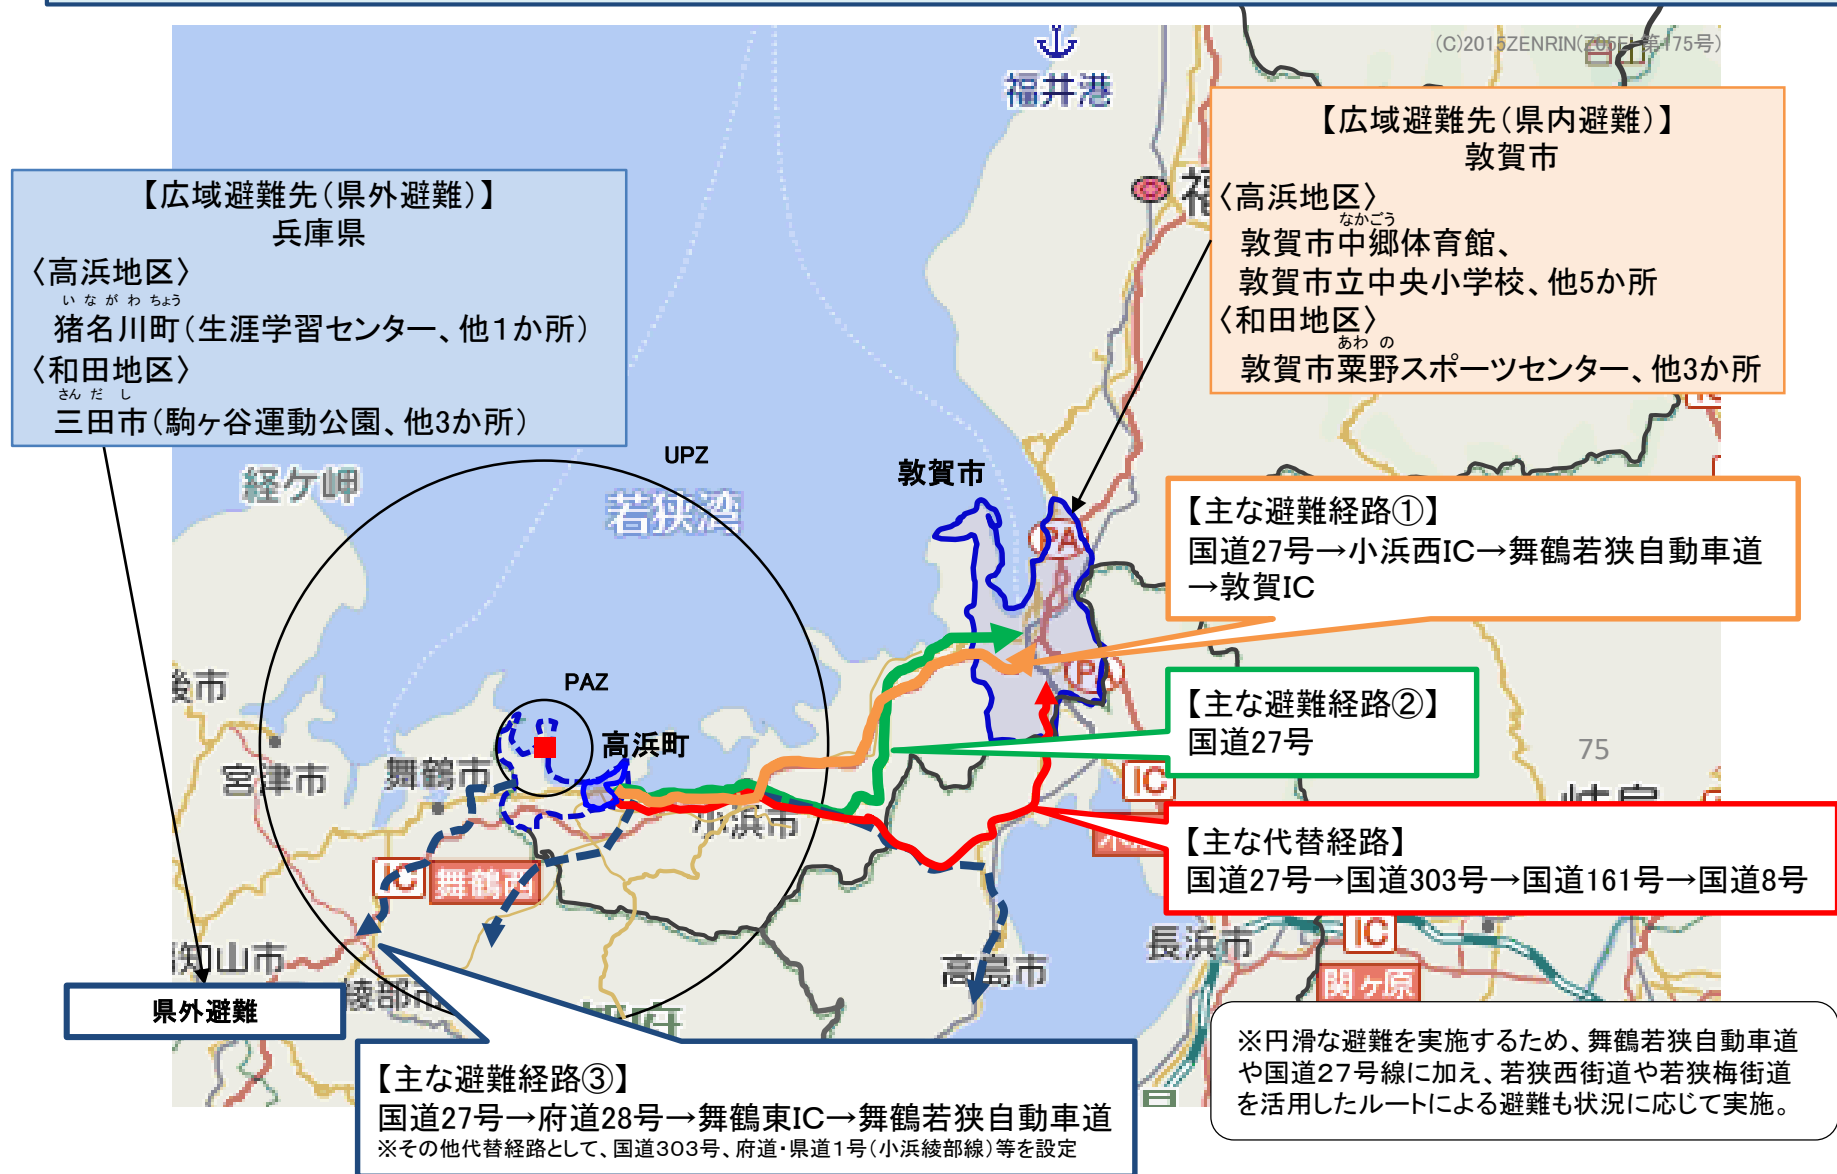 (C)2015ZENRIN(Z05E-第175号)
福井港
【広域避難先(県内避難)】
敦賀市
〈高浜地区〉
なかごう
敦賀市中郷体育館、
敦賀市立中央小学校、他5か所
〈和田地区〉
あわ の
敦賀市粟野スポーツセンター、他3か所
【広域避難先(県外避難)】
兵庫県
〈高浜地区〉
い な が わ ちょう
猪名川町(生涯学習センター、他1か所)
〈和田地区〉
さん だ し
三田市(駒ヶ谷運動公園、他3か所)
UPZ
敦賀市
経ケ岬
若狭湾
PA
【主な避難経路①】
国道27号→小浜西IC→舞鶴若狭自動車道
→敦賀IC
PAZ
高浜町
宮津市
舞鶴市
小浜市
【主な避難経路②】
国道27号
75
IC
【主な代替経路】
国道27号→国道303号→国道161号→国道8号
IC
舞鶴西
知山市
綾部市
高島市
長浜市
IC
関ヶ原
県外避難
【主な避難経路③】
国道27号→府道28号→舞鶴東IC→舞鶴若狭自動車道
※その他代替経路として、国道303号、府道・県道1号(小浜綾部線)等を設定
※円滑な避難を実施するため、舞鶴若狭自動車道
や国道27号線に加え、若狭西街道や若狭梅街道
を活用したルートによる避難も状況に応じて実施。